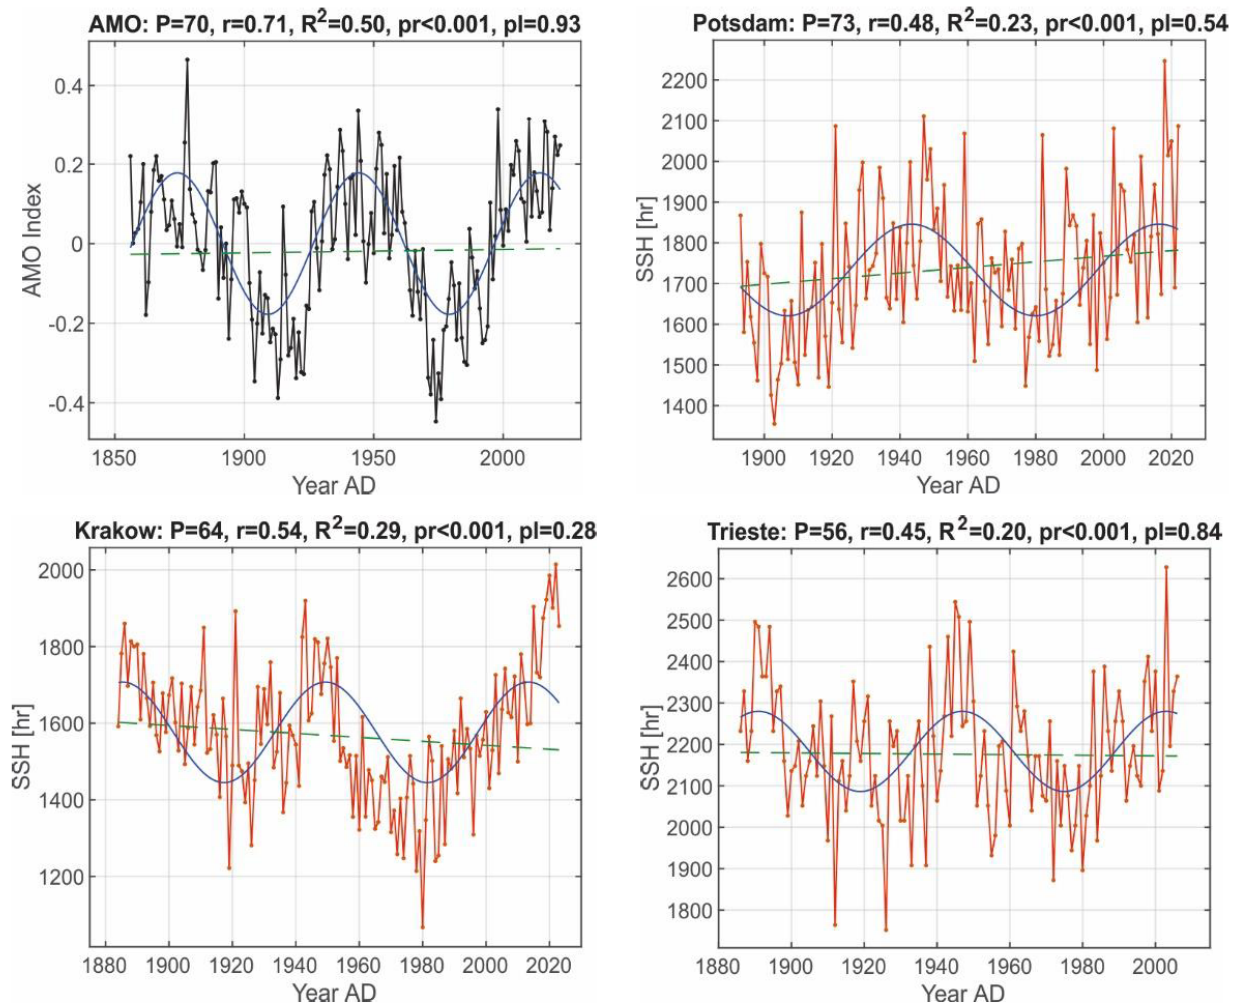 AMO: P=70, r=0.71, R²=0.50, pr<0.001, pl=0.93
0.4
0.2
0
-0.2
-0.4
AMO Index
1850 1900 1950 2000
Year AD
Potsdam: P=73, r=0.48, R²=0.23, pr<0.001, pl=0.54
2200
2100
2000
1900
1800
1700
1600
1500
1400
SSH [hr]
1900 1920 1940 1960 1980 2000 2020
Year AD
Krakow: P=64, r=0.54, R²=0.29, pr<0.001, pl=0.28
2000
1800
1600
1400
1200
SSH [hr]
1880 1900 1920 1940 1960 1980 2000 2020
Year AD
Trieste: P=56, r=0.45, R²=0.20, pr<0.001, pl=0.84
2600
2500
2400
2300
2200
2100
2000
1900
1800
SSH [hr]
1880 1900 1920 1940 1960 1980 2000
Year AD